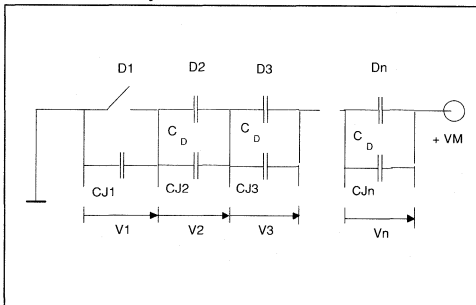 D1 D2 D3 Dn
C D C D C D + VM
CJ1 CJ2 CJ3 CJn
V1 V2 V3 Vn